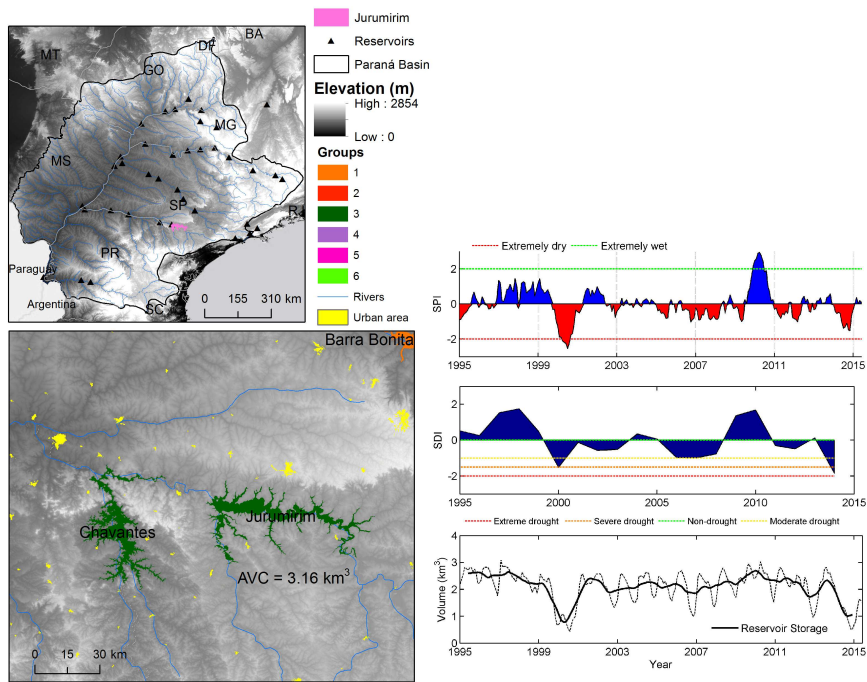 Jurumirim
Reservoirs
Paraná Basin
Elevation (m)
High : 2854
Low : 0
Groups
1
2
3
4
5
6
Rivers
Urban area
BA
MT
DF
GO
MG
MS
SP
RJ
PR
Paraguay
Argentina
SC
0 155 310 km
Barra Bonita
Chavantes
Jurumirim
AVC = 3.16 km³
0 15 30 km
Extremely dry Extremely wet
SPI
2
0
-2
1995 1999 2003 2007 2011 2015
SDI
2
0
-1
-2
1995 2000 2005 2010 2015
Extreme drought Severe drought Non-drought Moderate drought
Volume (km³)
4
3
2
1
0
Reservoir Storage
1995 1999 2003 2007 2011 2015
Year